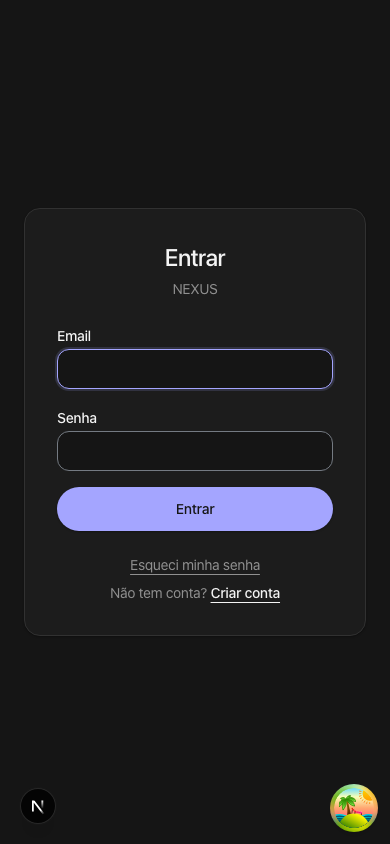 Entrar
NEXUS
Email
Senha
Entrar
Esqueci minha senha
Não tem conta? Criar conta
N